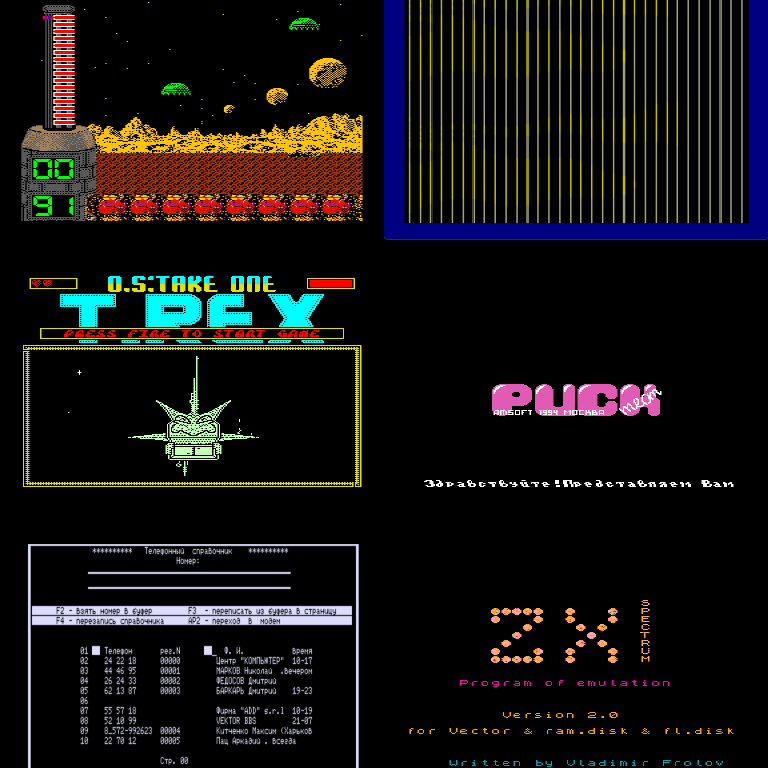 00
91
O.S:TAKE ONE
T REX
PRESS FIRE TO START GAME
РИСК тест
AMSOFT 1994 МОСКВА
Здравствуйте!Представляем Вам
********** Телефонный справочник **********
Номер:
F2 - Взять номер В буфер F3 - переписать из буфера В страницу
F4 - перезапись справочника АР2 - переход В модем
01 Телефон рег.N Ф. И. Время
02 24 22 18 00000 Центр "КОМПЬЮТЕР" 10-17
03 44 46 95 00001 МАРКОВ Николай .Вечером
04 26 24 33 00002 ФЕДОСОВ Дмитрий
05 62 13 87 00003 БАРКАРЬ Дмитрий 19-23
06
07 55 57 18 Фирма "ADD" s.r.l 10-19
08 52 10 99 VEKTOR BBS 21-07
09 8_572-992623 00004 Китченко Максим (Харьков
10 22 70 12 00005 Пац Аркадий . Всегда
Стр. 00
ZX
SPECTRUM
Program of emulation
Version 2.0
for Vector & ram.disk & fl.disk
Written by Vladimir Frolov